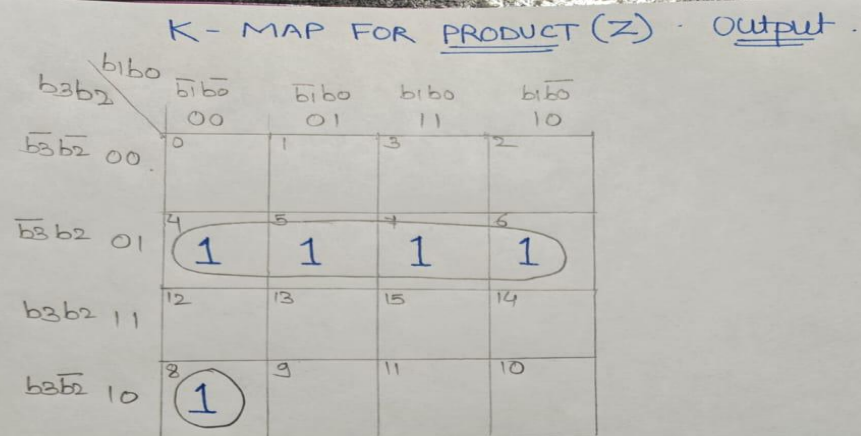 K - MAP FOR PRODUCT (Z) . Output .
b1b0
b3b2
b̅1b̅0 b̅1b0 b1b0 b1b̅0
00 01 11 10
b̅3b̅2 00 0 1 3 2
b̅3b2 01 4 5 7 6
1 1 1 1
b3b2 11 12 13 15 14
b3b̅2 10 8 9 11 10
1